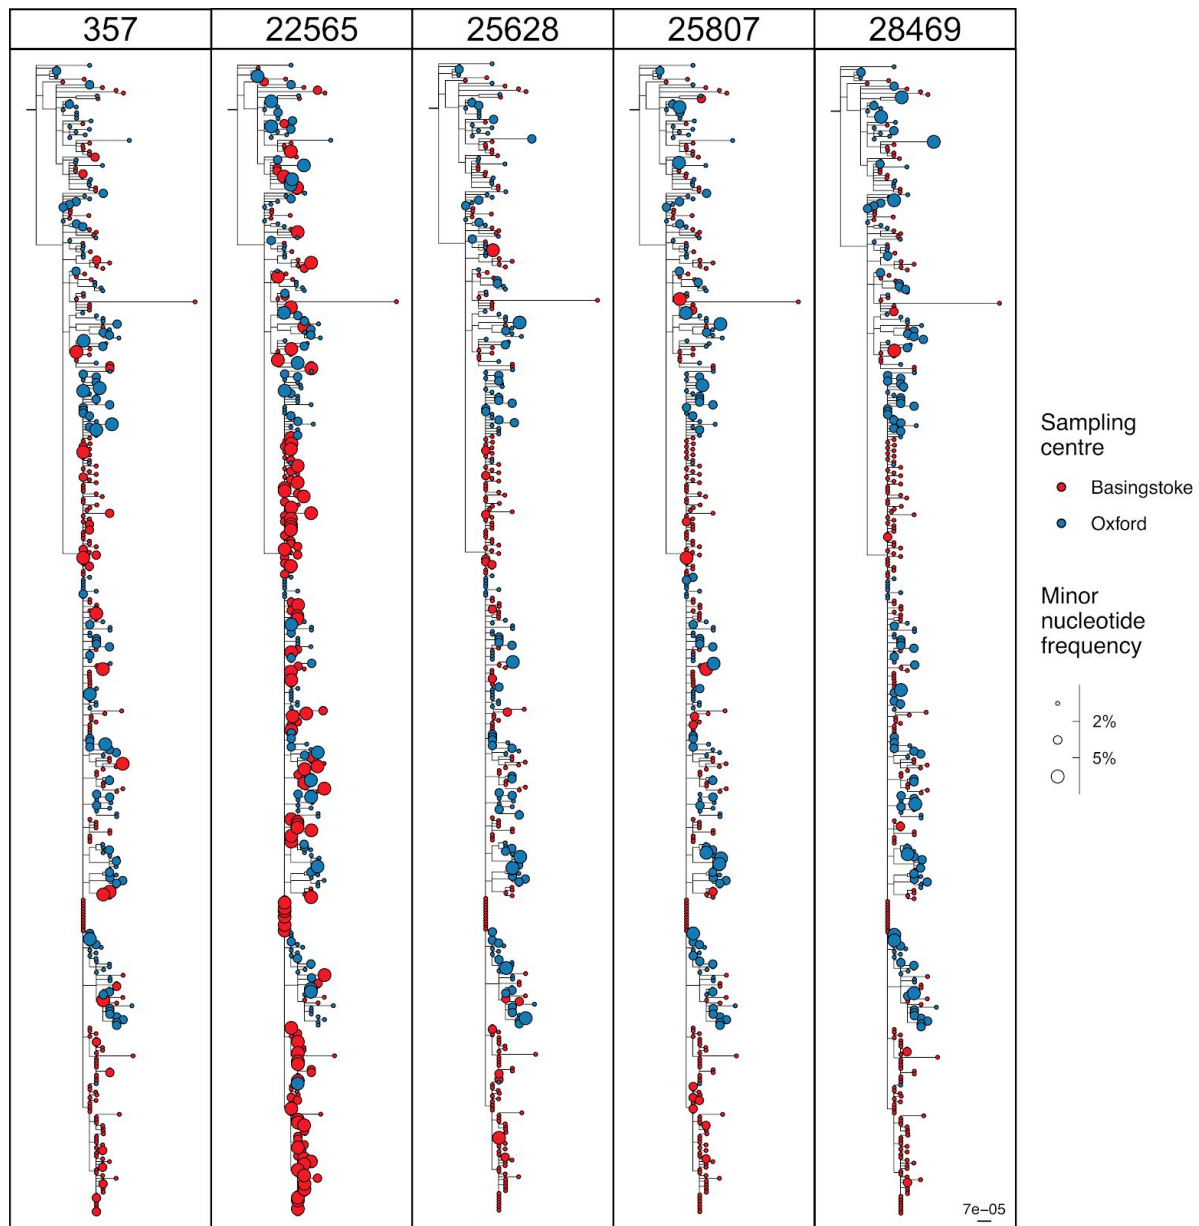 357 22565 25628 25807 28469
Sampling
centre
Basingstoke
Oxford
Minor
nucleotide
frequency
2%
5%
7e−05